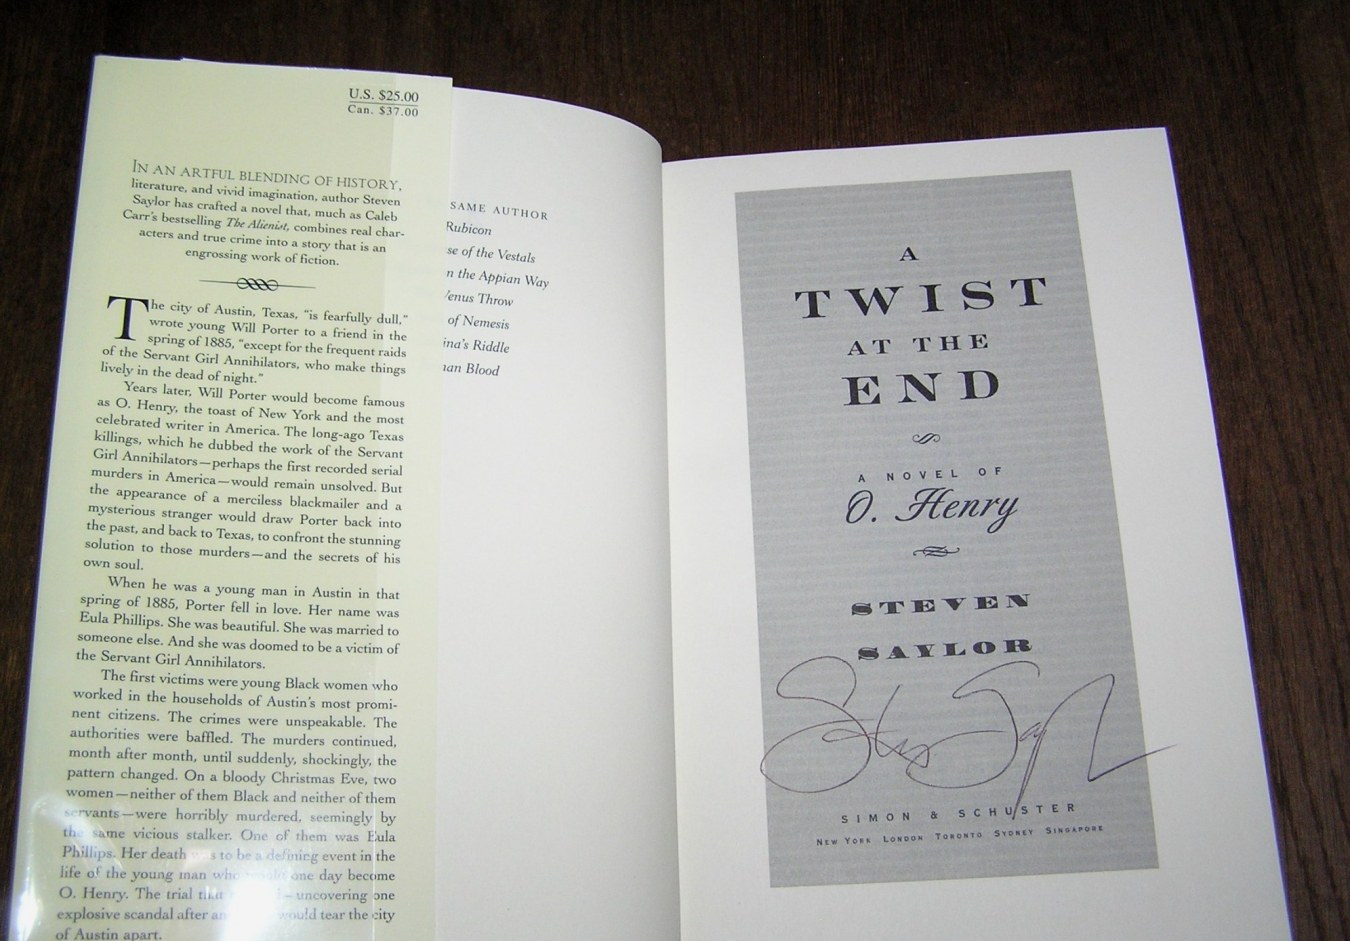 U.S. $25.00
Can. $37.00
IN AN ARTFUL BLENDING OF HISTORY,
literature, and vivid imagination, author Steven
Saylor has crafted a novel that, much as Caleb
Carr's bestselling The Alienist, combines real char-
acters and true crime into a story that is an
engrossing work of fiction.
The city of Austin, Texas, "is fearfully dull,"
wrote young Will Porter to a friend in the
spring of 1885, "except for the frequent raids
of the Servant Girl Annihilators, who make things
lively in the dead of night."
Years later, Will Porter would become famous
as O. Henry, the toast of New York and the most
celebrated writer in America. The long-ago Texas
killings, which he dubbed the work of the Servant
Girl Annihilators—perhaps the first recorded serial
murders in America—would remain unsolved. But
the appearance of a merciless blackmailer and a
mysterious stranger would draw Porter back into
the past, and back to Texas, to confront the stunning
solution to those murders—and the secrets of his
own soul.
When he was a young man in Austin in that
spring of 1885, Porter fell in love. Her name was
Eula Phillips. She was beautiful. She was married to
someone else. And she was doomed to be a victim of
the Servant Girl Annihilators.
The first victims were young Black women who
worked in the households of Austin's most promi-
nent citizens. The crimes were unspeakable. The
authorities were baffled. The murders continued,
month after month, until suddenly, shockingly, the
pattern changed. On a bloody Christmas Eve, two
women—neither of them Black and neither of them
servants—were horribly murdered, seemingly by
the same vicious stalker. One of them was Eula
Phillips. Her death was to be a defining event in the
life of the young man who would one day become
O. Henry. The trial that —uncovering one
explosive scandal after would tear the city
of Austin apart.
SAME AUTHOR
Rubicon
se of the Vestals
n the Appian Way
Venus Throw
of Nemesis
ina's Riddle
nan Blood
A
TWIST
AT THE
END
A NOVEL OF
O. Henry
STEVEN
SAYLOR
Steven Saylor
SIMON & SCHUSTER
NEW YORK LONDON TORONTO SYDNEY SINGAPORE